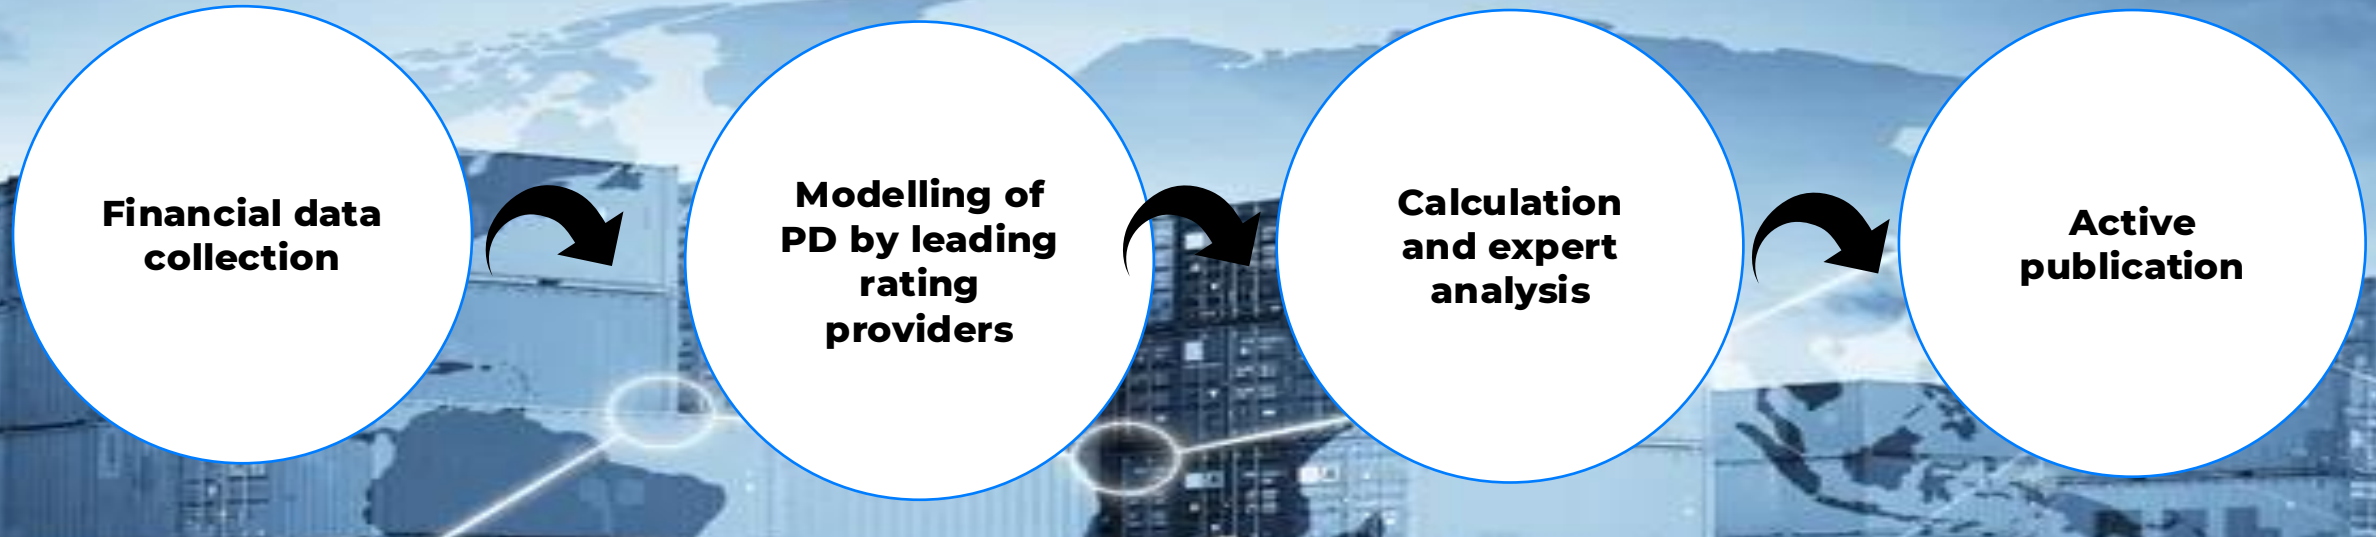 Financial data
collection
Modelling of
PD by leading
rating
providers
Calculation
and expert
analysis
Active
publication